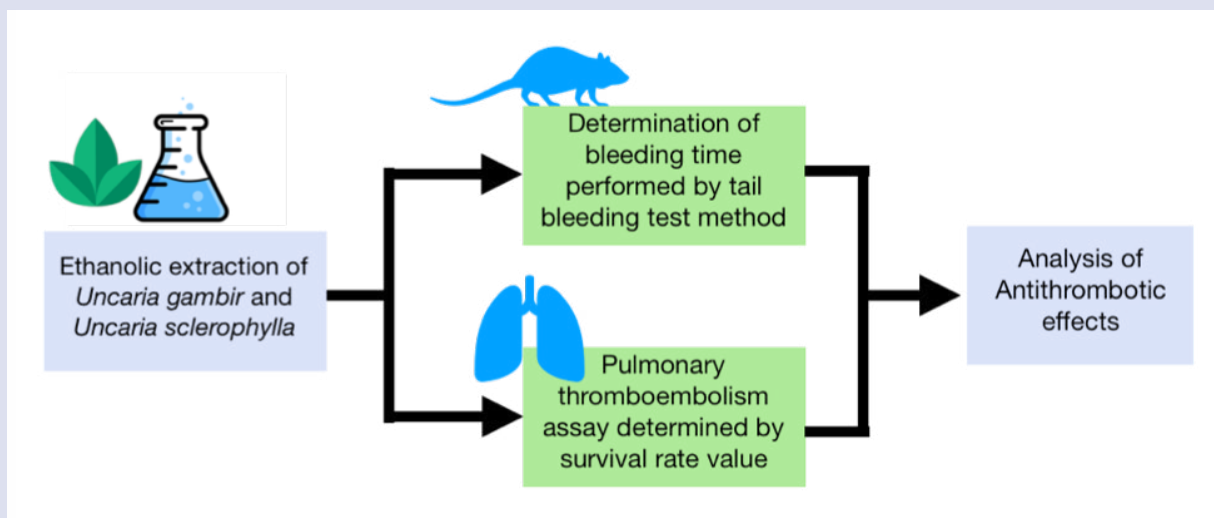 Ethanolic extraction of
Uncaria gambir and
Uncaria sclerophylla
Determination of
bleeding time
performed by tail
bleeding test method
Pulmonary
thromboembolism
assay determined by
survival rate value
Analysis of
Antithrombotic
effects